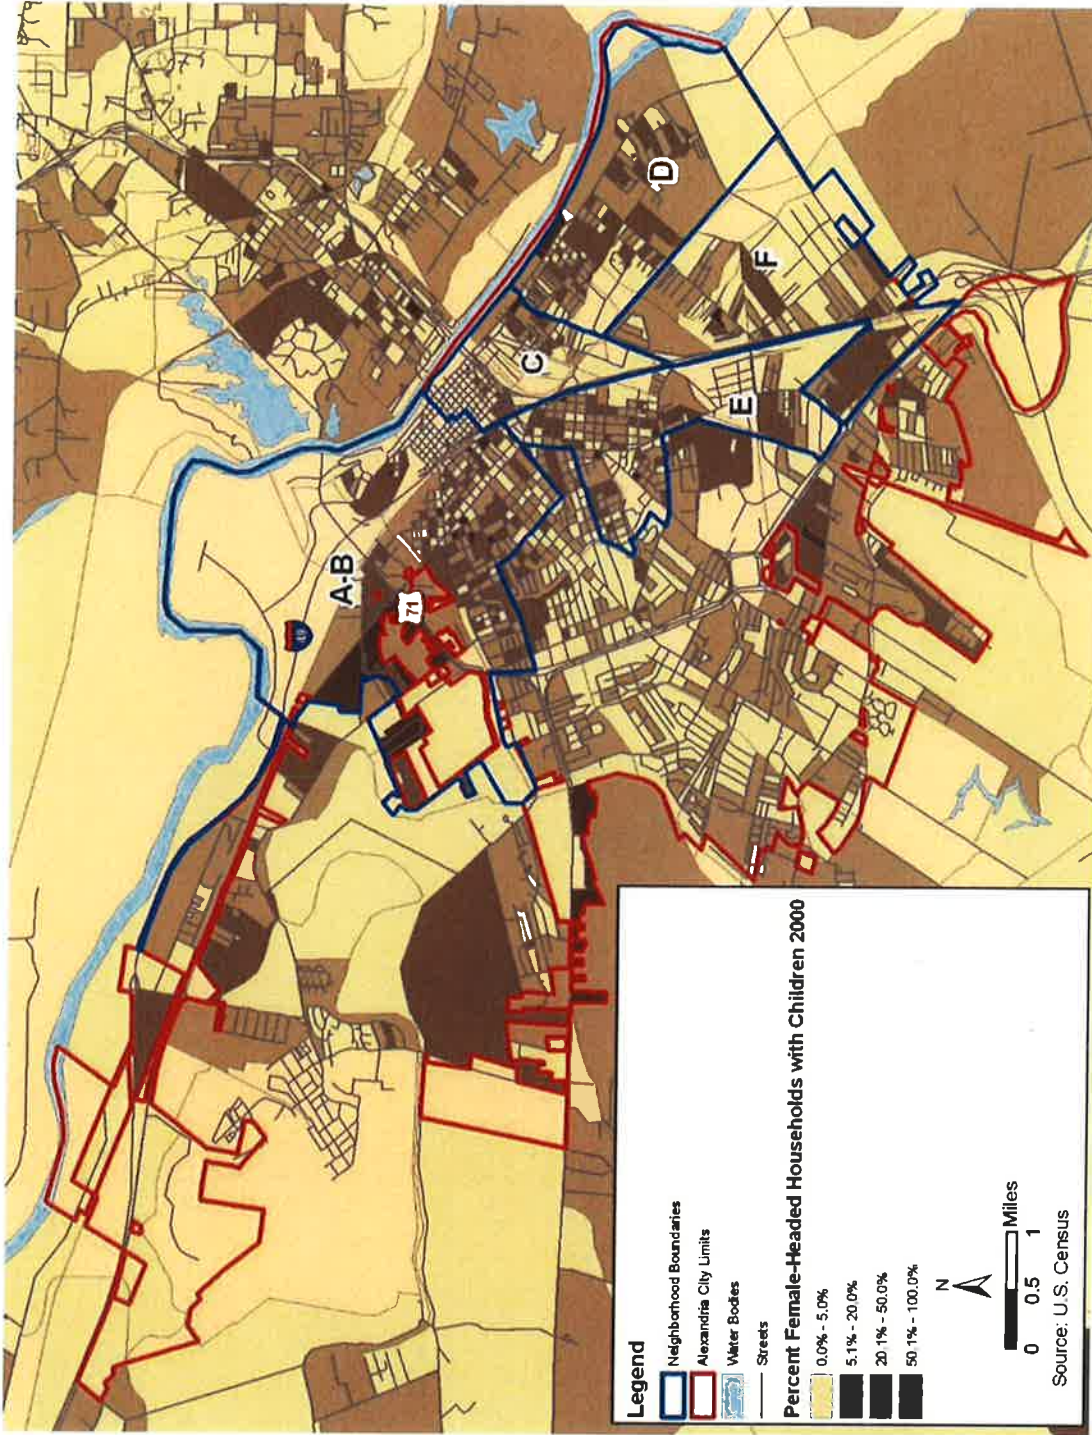 A-B
71
C
D
E
F
Legend
Neighborhood Boundaries
Alexandria City Limits
Water Bodies
Streets
Percent Female-Headed Households with Children 2000
0.0% - 5.0%
5.1% - 20.0%
20.1% - 50.0%
50.1% - 100.0%
N
Miles
0 0.5 1
Source: U.S. Census